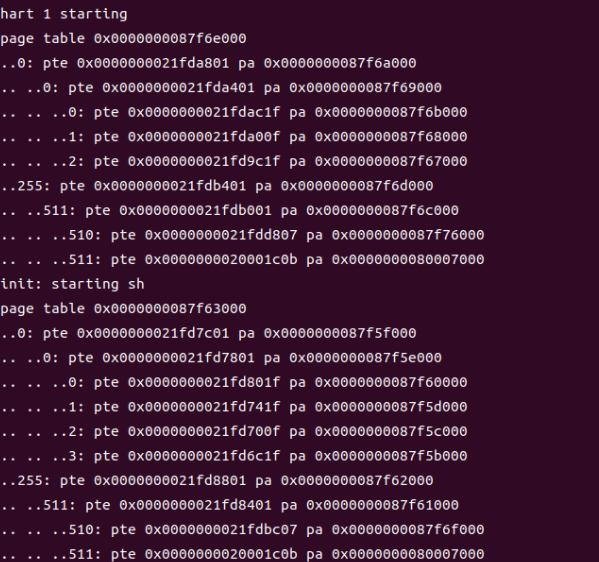 hart 1 starting
page table 0x0000000087f6e000
..0: pte 0x0000000021fda801 pa 0x0000000087f6a000
.. ..0: pte 0x0000000021fda401 pa 0x0000000087f69000
.. .. ..0: pte 0x0000000021fdac1f pa 0x0000000087f6b000
.. .. ..1: pte 0x0000000021fda00f pa 0x0000000087f68000
.. .. ..2: pte 0x0000000021fd9c1f pa 0x0000000087f67000
..255: pte 0x0000000021fdb401 pa 0x0000000087f6d000
.. ..511: pte 0x0000000021fdb001 pa 0x0000000087f6c000
.. .. ..510: pte 0x0000000021fdd807 pa 0x0000000087f76000
.. .. ..511: pte 0x0000000020001c0b pa 0x0000000080007000
init: starting sh
page table 0x0000000087f63000
..0: pte 0x0000000021fd7c01 pa 0x0000000087f5f000
.. ..0: pte 0x0000000021fd7801 pa 0x0000000087f5e000
.. .. ..0: pte 0x0000000021fd801f pa 0x0000000087f60000
.. .. ..1: pte 0x0000000021fd741f pa 0x0000000087f5d000
.. .. ..2: pte 0x0000000021fd700f pa 0x0000000087f5c000
.. .. ..3: pte 0x0000000021fd6c1f pa 0x0000000087f5b000
..255: pte 0x0000000021fd8801 pa 0x0000000087f62000
.. ..511: pte 0x0000000021fd8401 pa 0x0000000087f61000
.. .. ..510: pte 0x0000000021fdbc07 pa 0x0000000087f6f000
.. .. ..511: pte 0x0000000020001c0b pa 0x0000000080007000